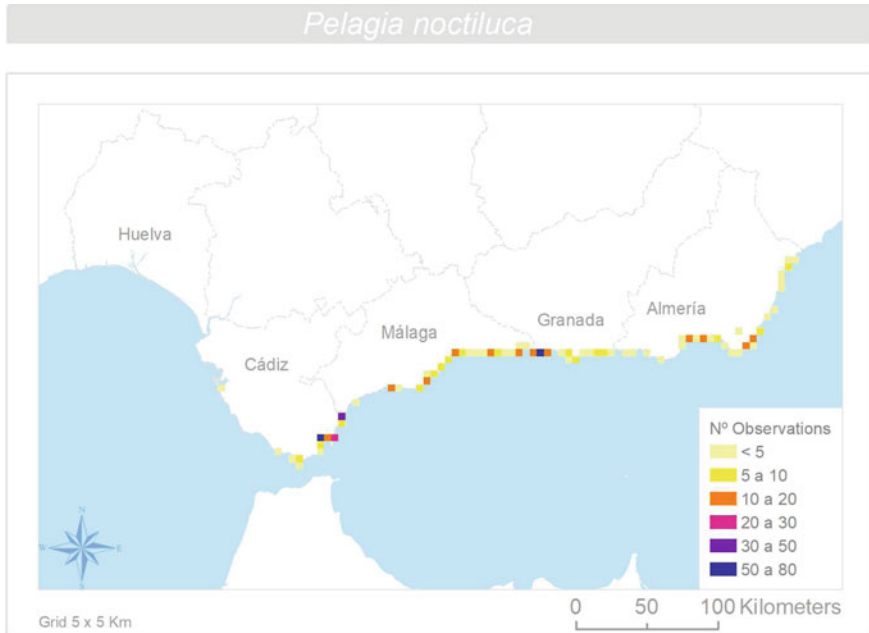 Pelagia noctiluca
Huelva
Cádiz
Málaga
Granada
Almería
Nº Observations
< 5
5 a 10
10 a 20
20 a 30
30 a 50
50 a 80
N
W
E
S
Grid 5 x 5 Km
0 50 100 Kilometers